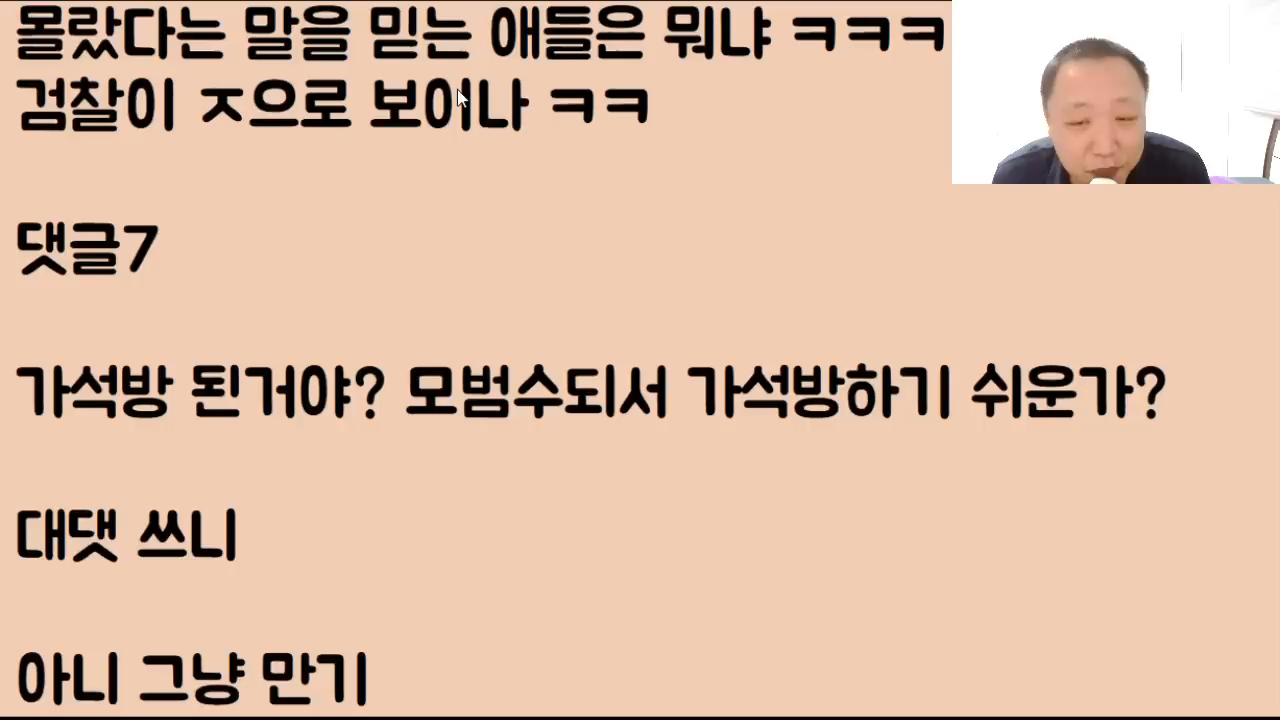 몰랐다는 말을 믿는 애들은 뭐냐 ㅋㅋㅋ
검찰이 ㅈ으로 보이나 ㅋㅋ
댓글7
가석방 된거야? 모범수되서 가석방하기 쉬운가?
대댓 쓰니
아니 그냥 만기